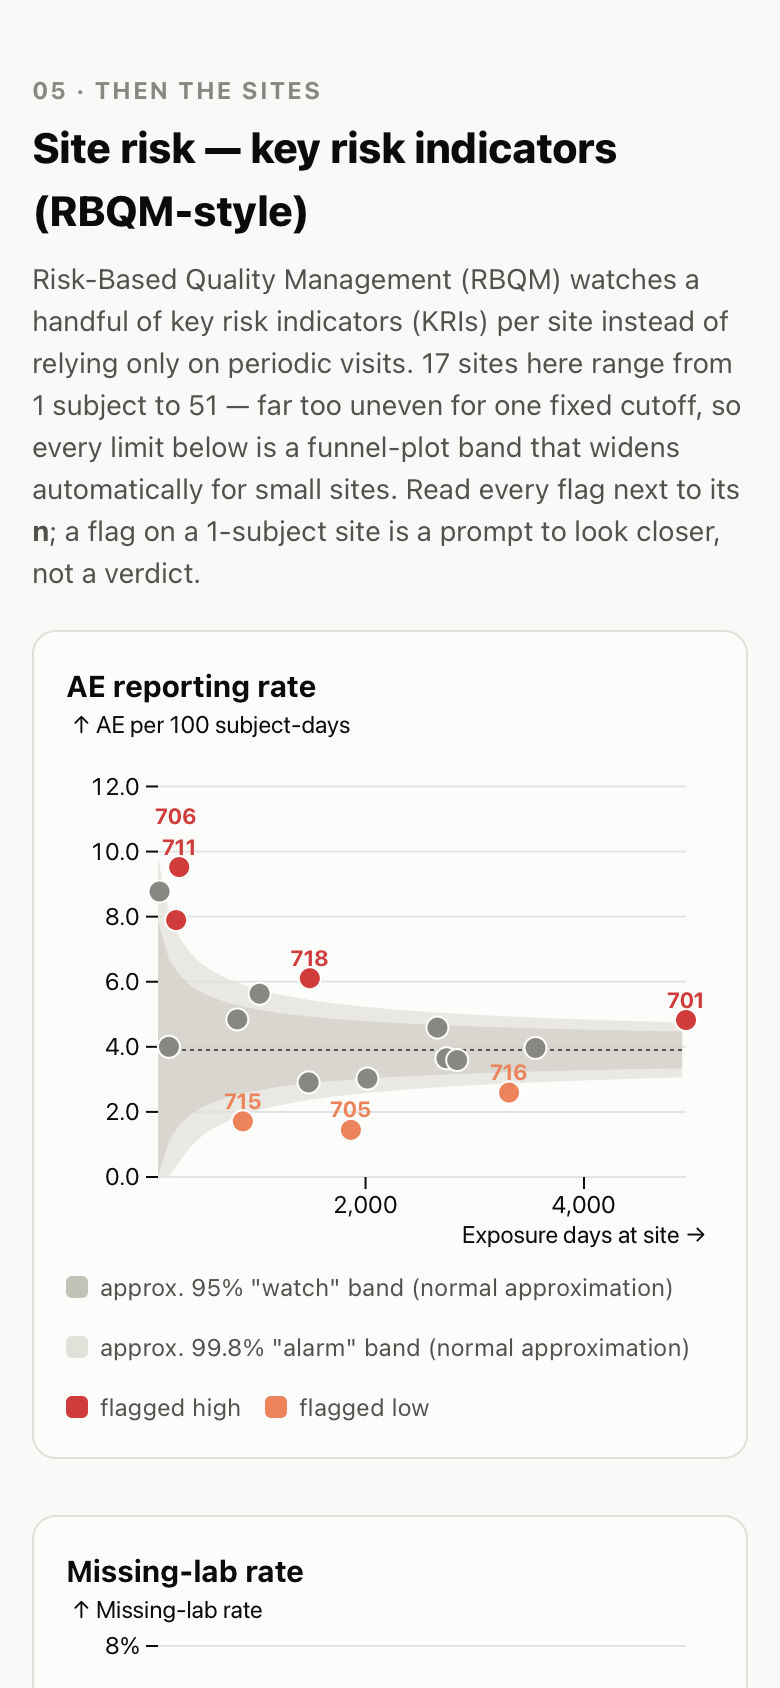 05 · THEN THE SITES
Site risk — key risk indicators
(RBQM-style)
Risk-Based Quality Management (RBQM) watches a
handful of key risk indicators (KRIs) per site instead of
relying only on periodic visits. 17 sites here range from
1 subject to 51 — far too uneven for one fixed cutoff, so
every limit below is a funnel-plot band that widens
automatically for small sites. Read every flag next to its
n; a flag on a 1-subject site is a prompt to look closer,
not a verdict.
AE reporting rate
↑ AE per 100 subject-days
12.0
706
10.0
711
8.0
718
6.0
701
4.0
716
715
705
2.0
0.0
2,000
4,000
Exposure days at site →
approx. 95% "watch" band (normal approximation)
approx. 99.8% "alarm" band (normal approximation)
flagged high
flagged low
Missing-lab rate
↑ Missing-lab rate
8%